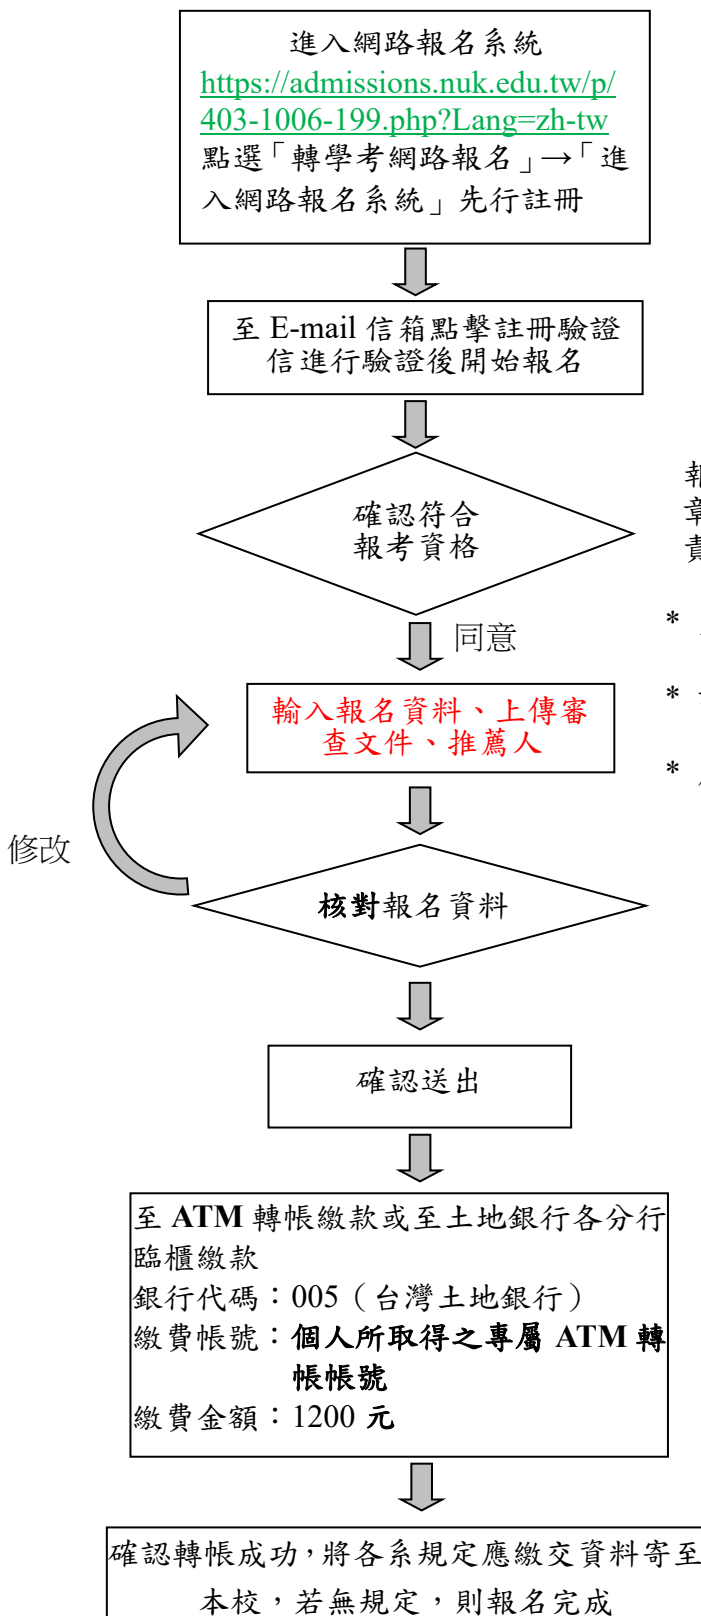 進入網路報名系統
https://admissions.nuk.edu.tw/p/
403-1006-199.php?Lang=zh-tw
點選「轉學考網路報名」→「進
入網路報名系統」先行註冊
至 E-mail 信箱點擊註冊驗證
信進行驗證後開始報名
報
章
責
確認符合
報考資格
同意
*
輸入報名資料、上傳審
查文件、推薦人
*
*
修改
核對報名資料
確認送出
至 ATM 轉帳繳款或至土地銀行各分行
臨櫃繳款
銀行代碼：005（台灣土地銀行）
繳費帳號：個人所取得之專屬 ATM 轉
帳帳號
繳費金額：1200 元
確認轉帳成功，將各系規定應繳交資料寄至
本校，若無規定，則報名完成